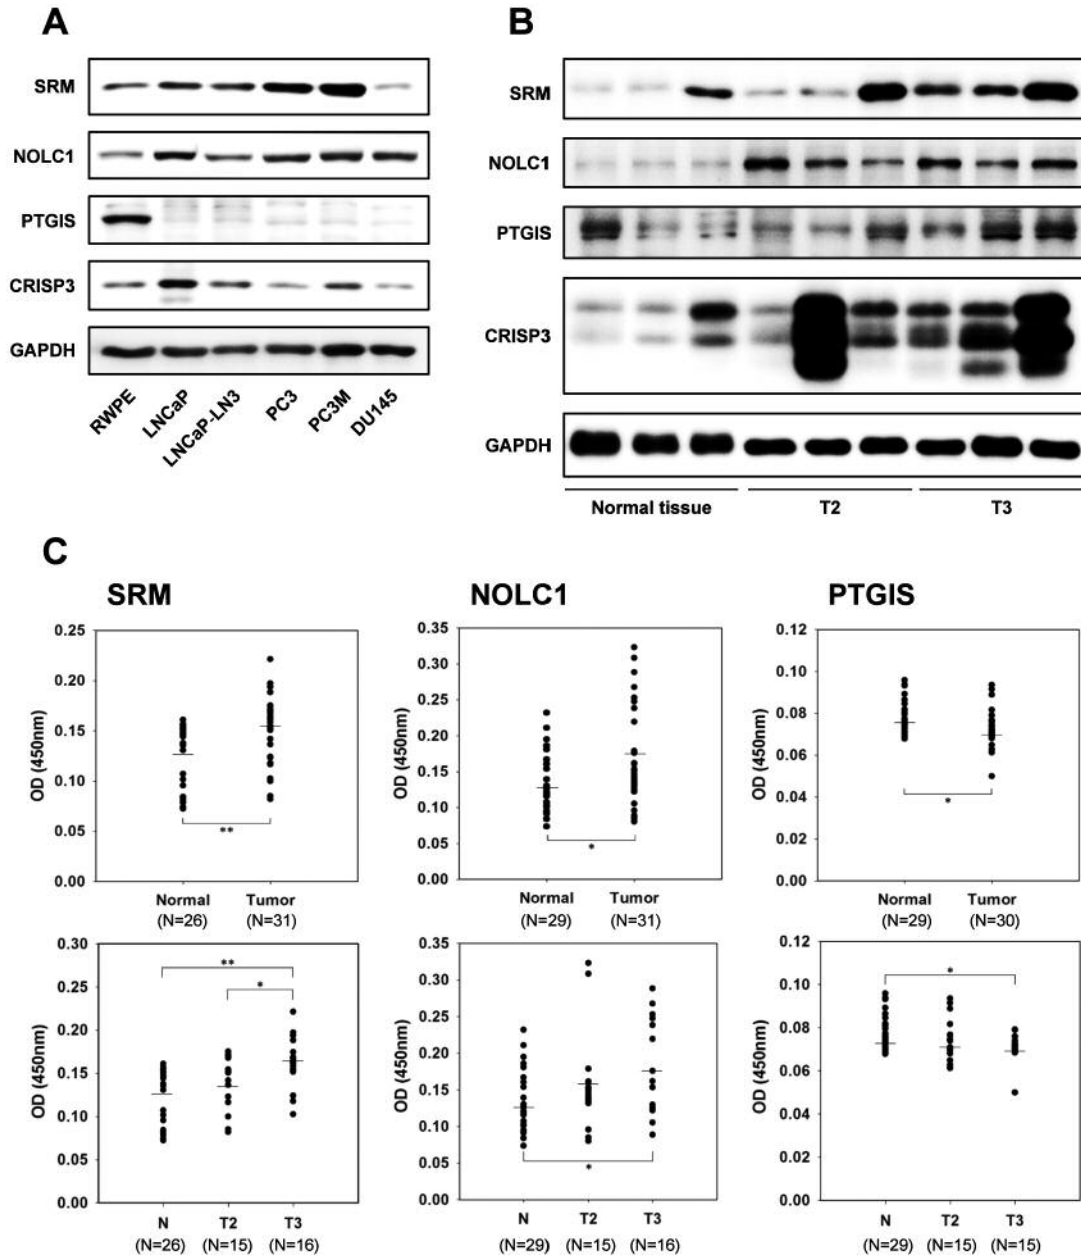 A
B
SRM
NOLC1
PTGIS
CRISP3
GAPDH
RWPE
LNCaP
LNCaP-LN3
PC3
PC3M
DU145
SRM
NOLC1
PTGIS
CRISP3
GAPDH
Normal tissue T2 T3
C
SRM
OD (450nm)
0.25
0.20
0.15
0.10
0.05
0.00
**
Normal Tumor
(N=26) (N=31)
NOLC1
OD (450nm)
0.35
0.30
0.25
0.20
0.15
0.10
0.05
0.00
*
Normal Tumor
(N=29) (N=31)
PTGIS
OD (450nm)
0.12
0.10
0.08
0.06
0.04
0.02
0.00
*
Normal Tumor
(N=29) (N=30)
OD (450nm)
0.30
0.25
0.20
0.15
0.10
0.05
0.00
**
*
N T2 T3
(N=26) (N=15) (N=16)
OD (450nm)
0.35
0.30
0.25
0.20
0.15
0.10
0.05
0.00
*
N T2 T3
(N=29) (N=15) (N=16)
OD (450nm)
0.12
0.10
0.08
0.06
0.04
0.02
0.00
*
N T2 T3
(N=29) (N=15) (N=15)